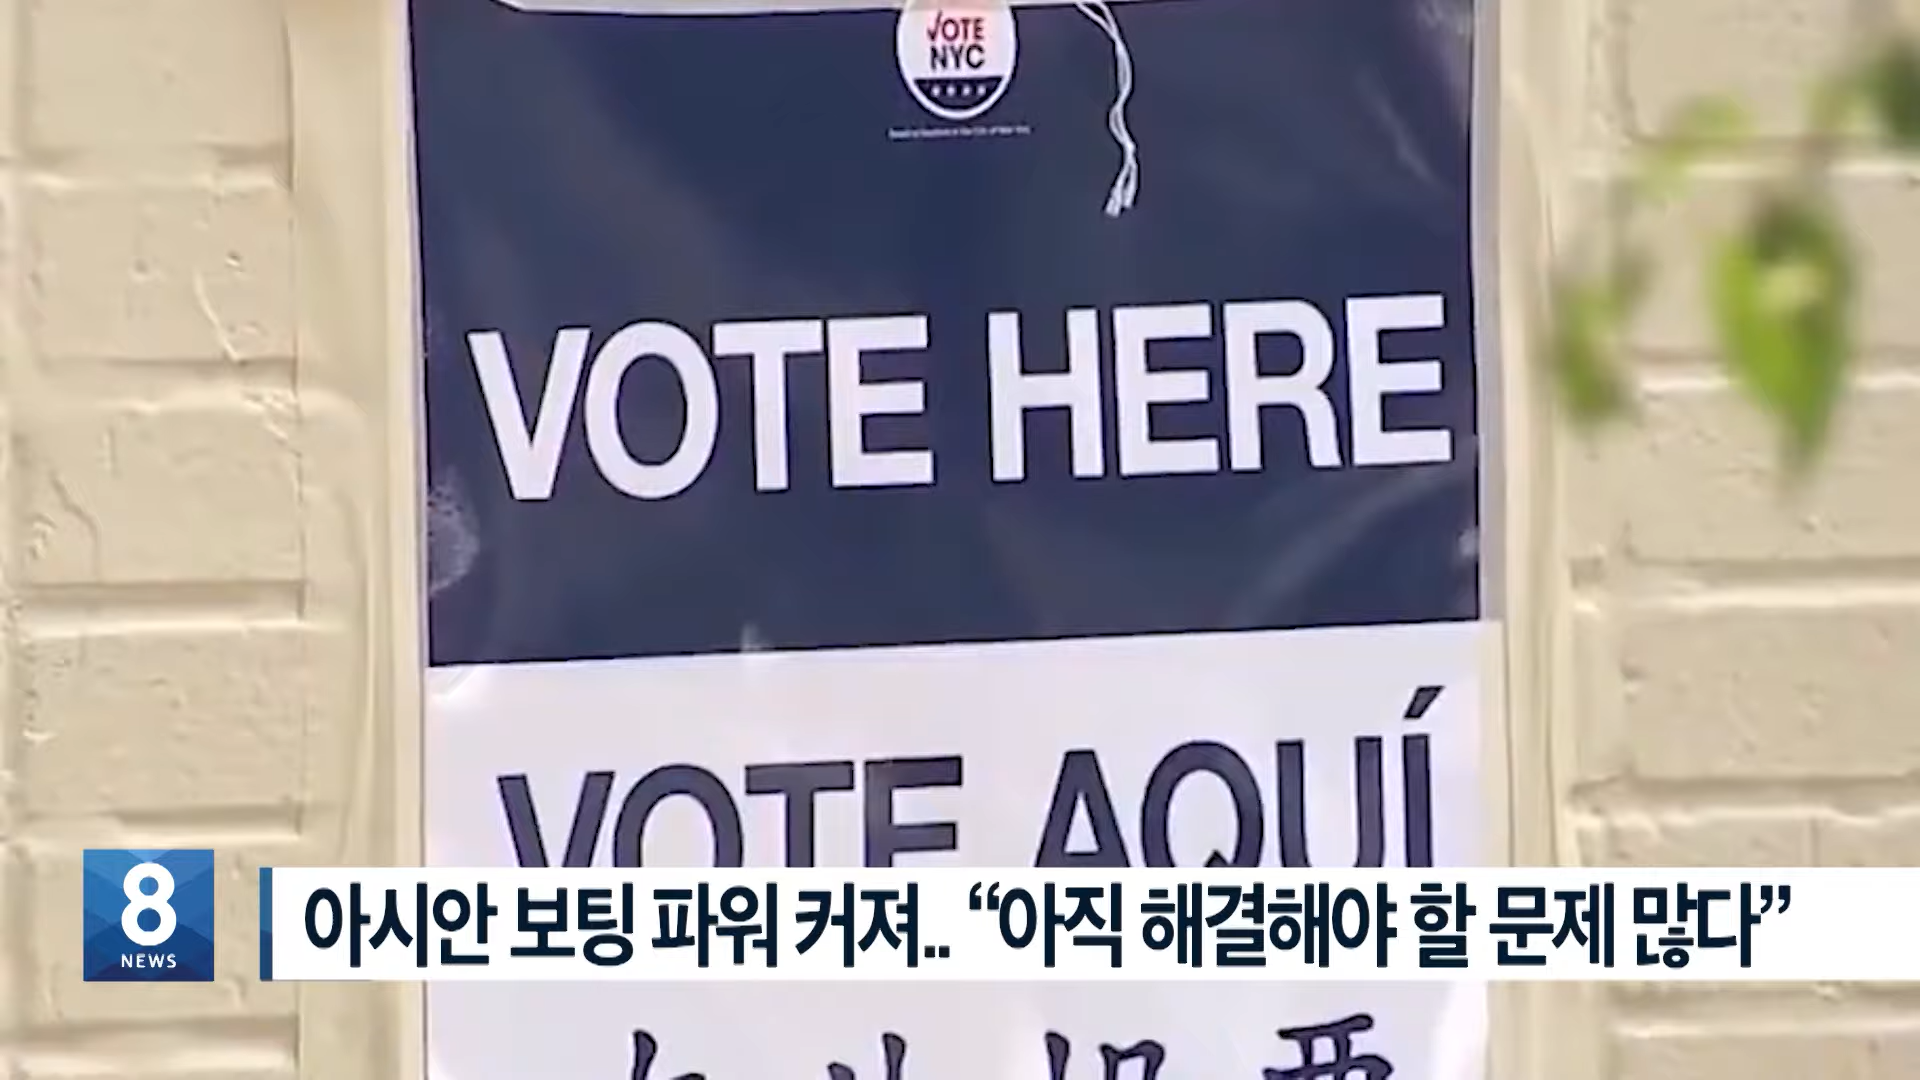 VOTE
NYC
VOTE HERE
VOTE AQUÍ
8
NEWS
아시안 보팅 파워 커져.. “아직 해결해야 할 문제 많다”